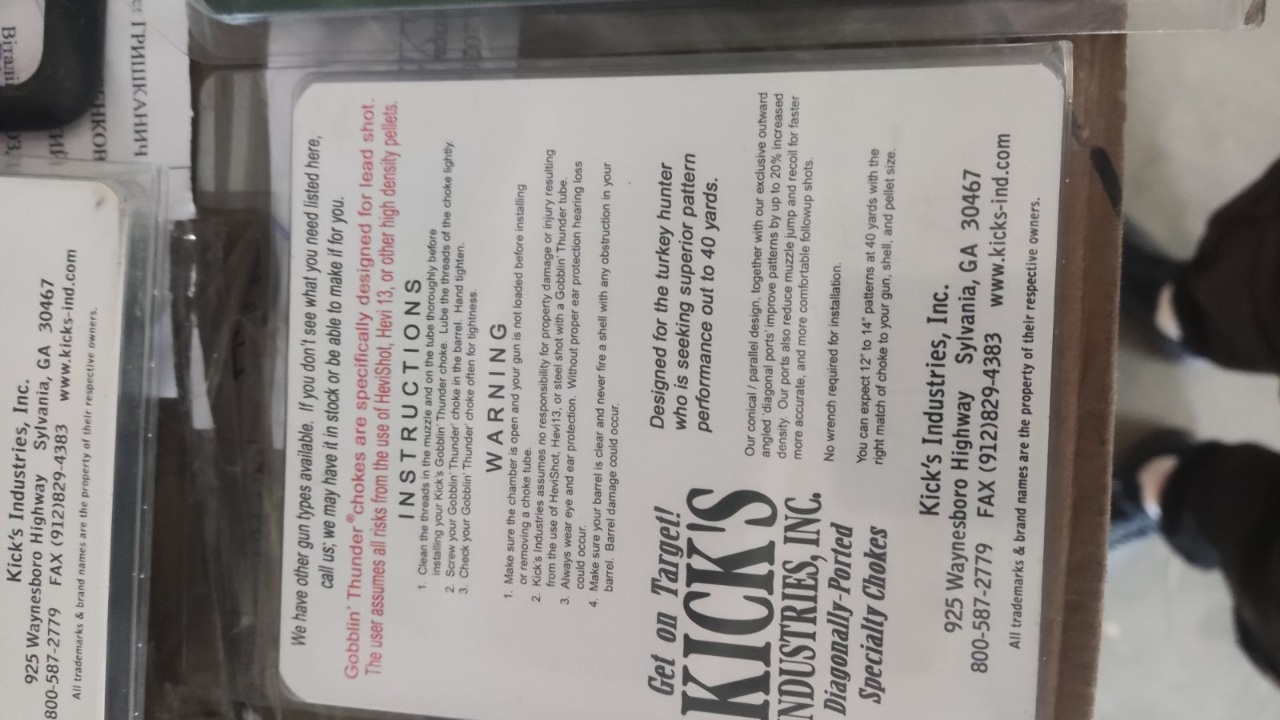 We have other gun types available. If you don't see what you need listed here,
call us; we may have it in stock or be able to make if for you.
Gobblin' Thunder® chokes are specifically designed for lead shot.
The user assumes all risks from the use of HeviShot, Hevi 13, or other high density pellets.
INSTRUCTIONS
1. Clean the threads in the muzzle and on the tube thoroughly before
installing your Kick's Gobblin' Thunder choke. Lube the threads of the choke lightly.
2. Screw your Gobblin' Thunder' choke in the barrel. Hand tighten.
3. Check your Gobblin' Thunder' choke often for tightness.
WARNING
1. Make sure the chamber is open and your gun is not loaded before installing
or removing a choke tube.
2. Kick's Industries assumes no responsibility for property damage or injury resulting
from the use of HeviShot, Hevi13, or steel shot with a Gobblin' Thunder tube.
3. Always wear eye and ear protection. Without proper ear protection hearing loss
could occur.
4. Make sure your barrel is clear and never fire a shell with any obstruction in your
barrel. Barrel damage could occur.
Get on Target!
KICK'S
INDUSTRIES, INC.
Diagonally-Ported
Specialty Chokes
Designed for the turkey hunter
who is seeking superior pattern
performance out to 40 yards.
Our conical / parallel design, together with our exclusive outward
angled 'diagonal ports' improve patterns by up to 20% increased
density. Our ports also reduce muzzle jump and recoil for faster
more accurate, and more comfortable followup shots.
No wrench required for installation.
You can expect 12" to 14" patterns at 40 yards with the
right match of choke to your gun, shell, and pellet size.
Kick's Industries, Inc.
925 Waynesboro Highway Sylvania, GA 30467
800-587-2779 FAX (912)829-4383 www.kicks-ind.com
All trademarks & brand names are the property of their respective owners.
Kick's Industries, Inc.
925 Waynesboro Highway Sylvania, GA 30467
800-587-2779 FAX (912)829-4383 www.kicks-ind.com
All trademarks & brand names are the property of their respective owners.
Віталі
ГРИШКАНИЧ